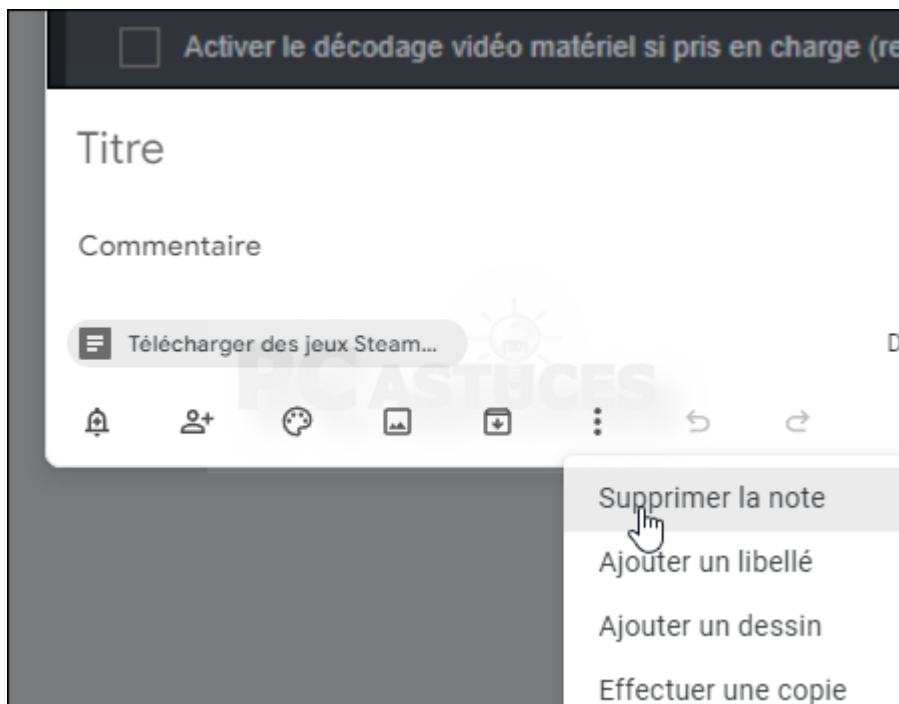 Activer le décodage vidéo matériel si pris en charge (re
Titre
Commentaire
Télécharger des jeux Steam...
D
PC ASTUCES
Supprimer la note
Ajouter un libellé
Ajouter un dessin
Effectuer une copie